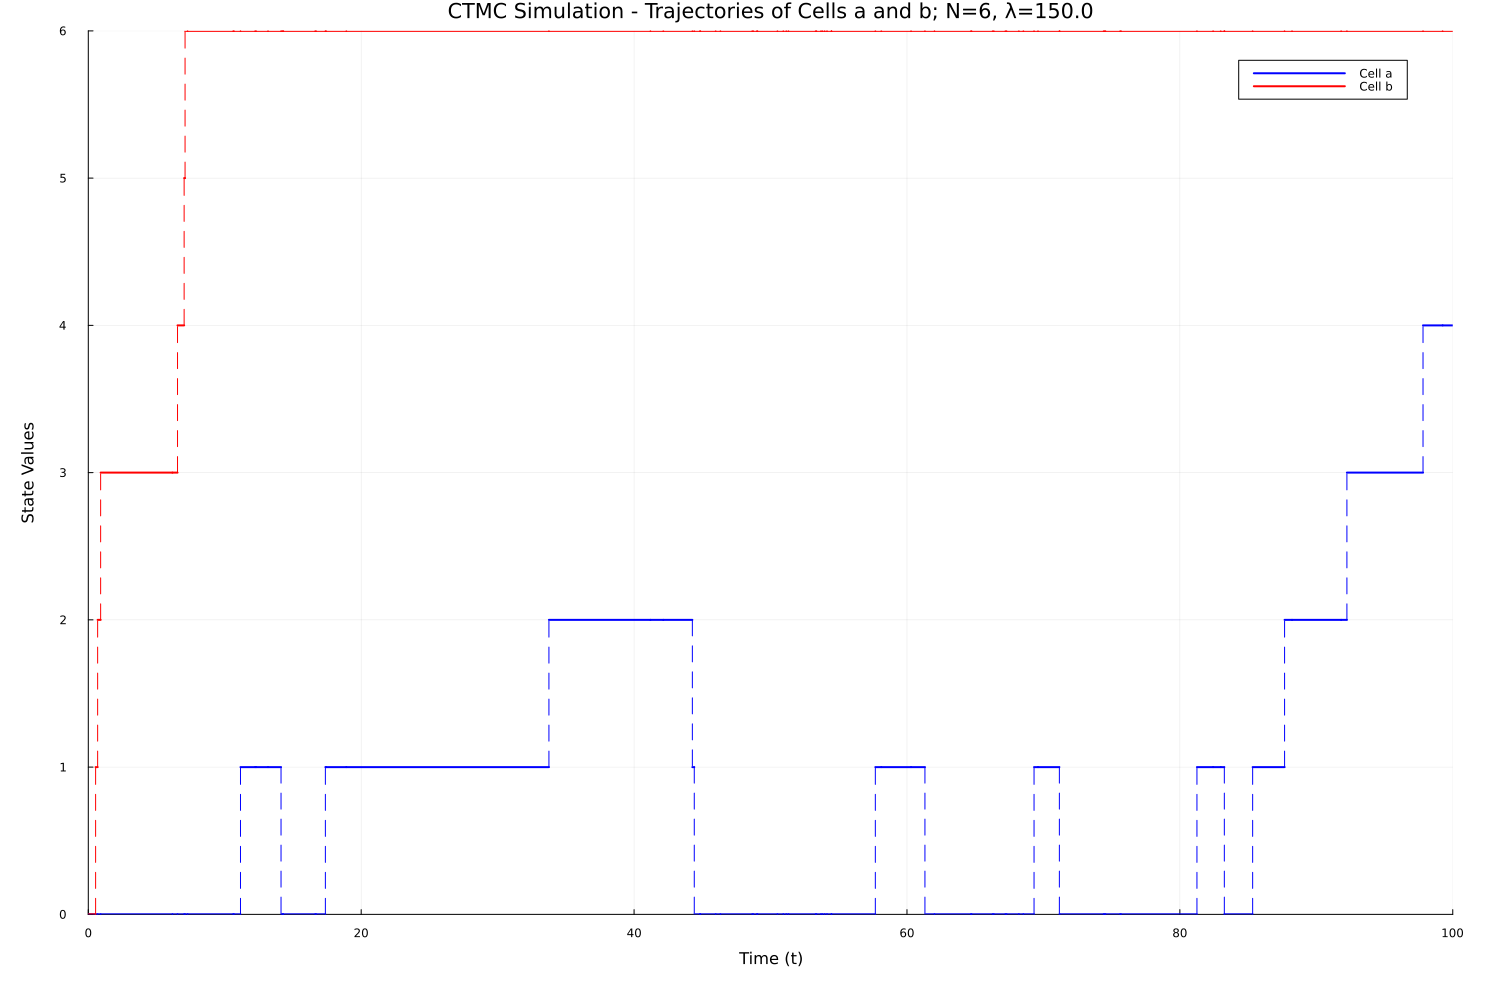 CTMC Simulation - Trajectories of Cells a and b; N=6, λ=150.0
6
Cell a
Cell b
5
4
State Values
3
2
1
0
0 20 40 60 80 100
Time (t)